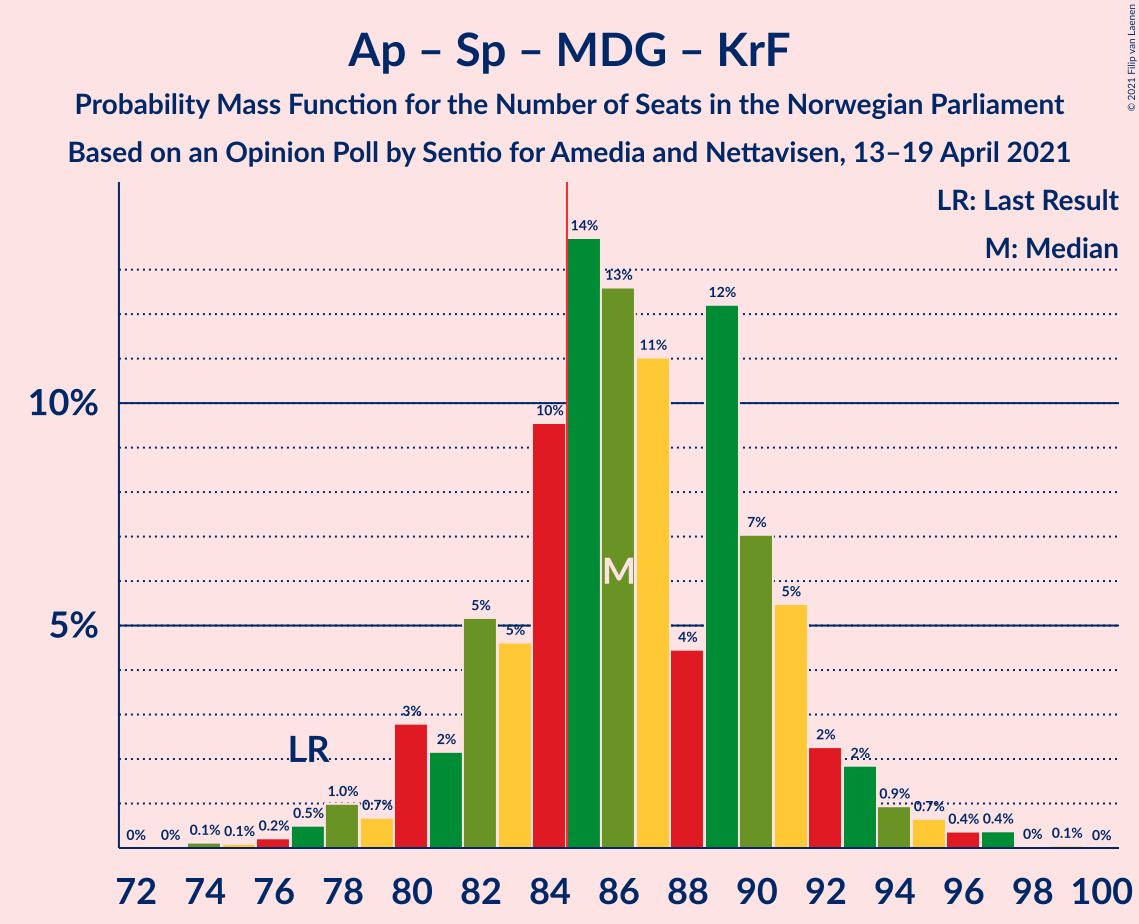 Ap – Sp – MDG – KrF
Probability Mass Function for the Number of Seats in the Norwegian Parliament
Based on an Opinion Poll by Sentio for Amedia and Nettavisen, 13–19 April 2021
© 2021 Filip van Laenen
LR: Last Result
M: Median
10%
5%
0% 0% 0.1% 0.1% 0.2% 0.5% 1.0% 0.7% 3% 2% 5% 5% 10% 14% 13% 11% 4% 12% 7% 5% 2% 2% 0.9% 0.7% 0.4% 0.4% 0% 0.1% 0%
LR
M
72 74 76 78 80 82 84 86 88 90 92 94 96 98 100